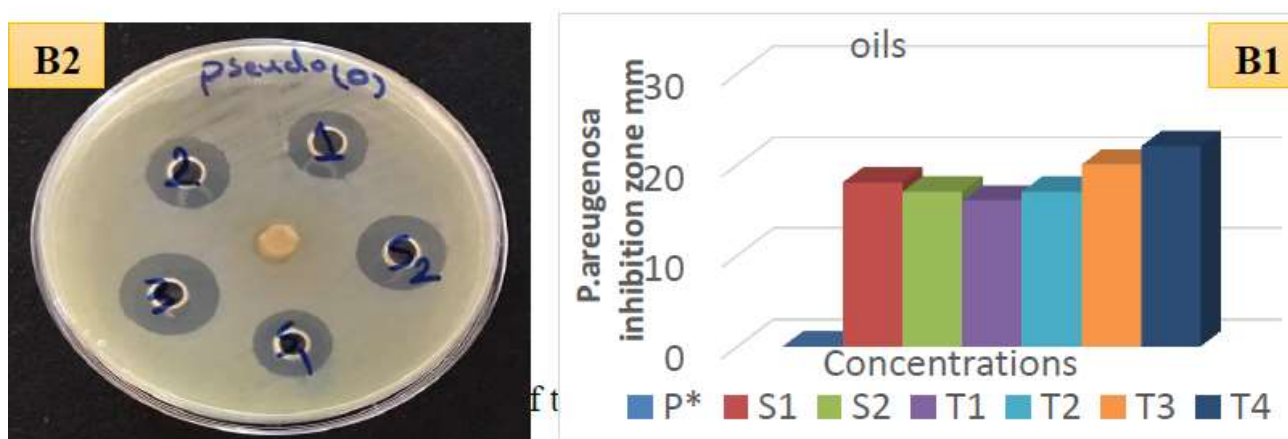 B2
pseudo(o)
1
2
S2
3
f t
oils
B1
P.areugenosa
inhibition zone mm
30
20
10
0
Concentrations
P* S1 S2 T1 T2 T3 T4